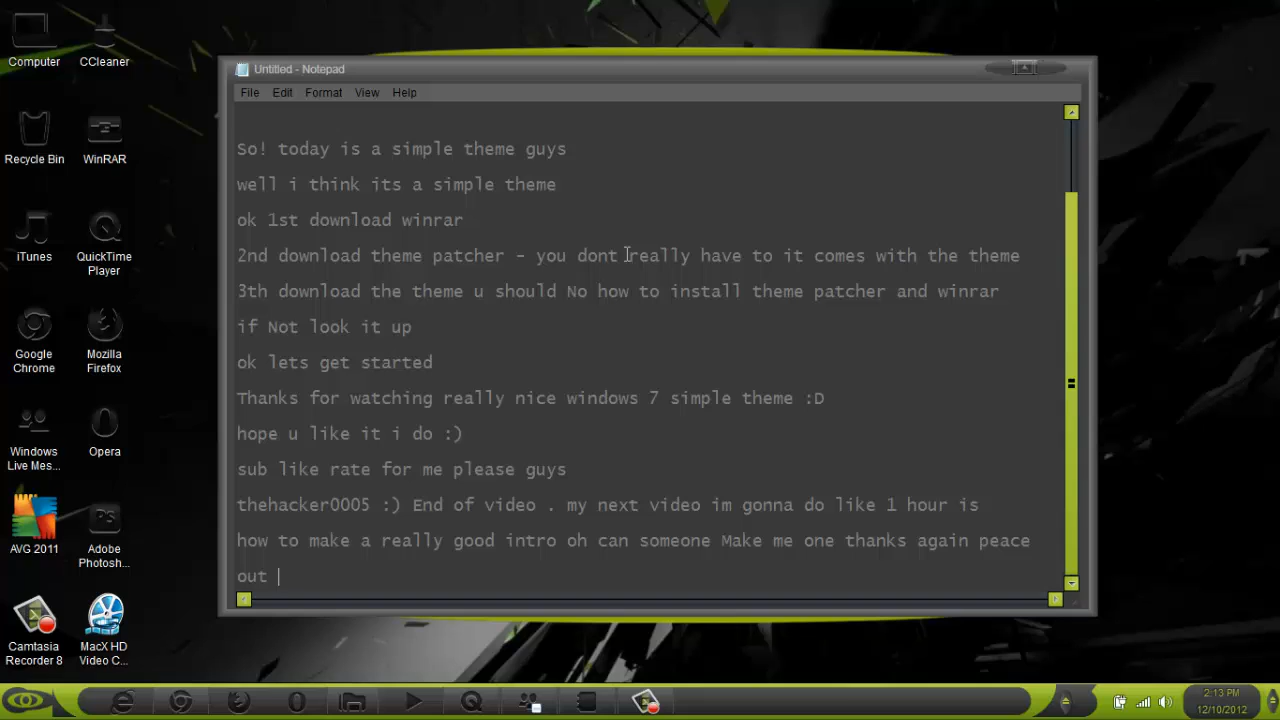 Computer
CCleaner
Recycle Bin
WinRAR
iTunes
QuickTime
Player
Google
Chrome
Mozilla
Firefox
Windows
Live Mes...
Opera
AVG 2011
Adobe
Photosh...
Camtasia
Recorder 8
MacX HD
Video C...
Untitled - Notepad
File Edit Format View Help
So! today is a simple theme guys
well i think its a simple theme
ok 1st download winrar
2nd download theme patcher - you dont really have to it comes with the theme
3th download the theme u should No how to install theme patcher and winrar
if Not look it up
ok lets get started
Thanks for watching really nice windows 7 simple theme :D
hope u like it i do :)
sub like rate for me please guys
thehacker0005 :) End of video . my next video im gonna do like 1 hour is
how to make a really good intro oh can someone Make me one thanks again peace
out
2:13 PM
12/10/2012